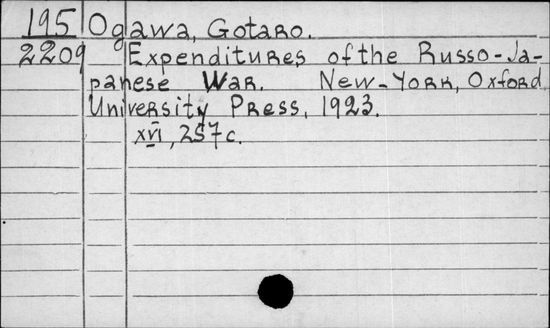 195 Ogawa, Gotaro.
2209 Expenditures of the Russo-Ja-
panese War. New-York, Oxford
University Press, 1923.
XVI, 257 c.